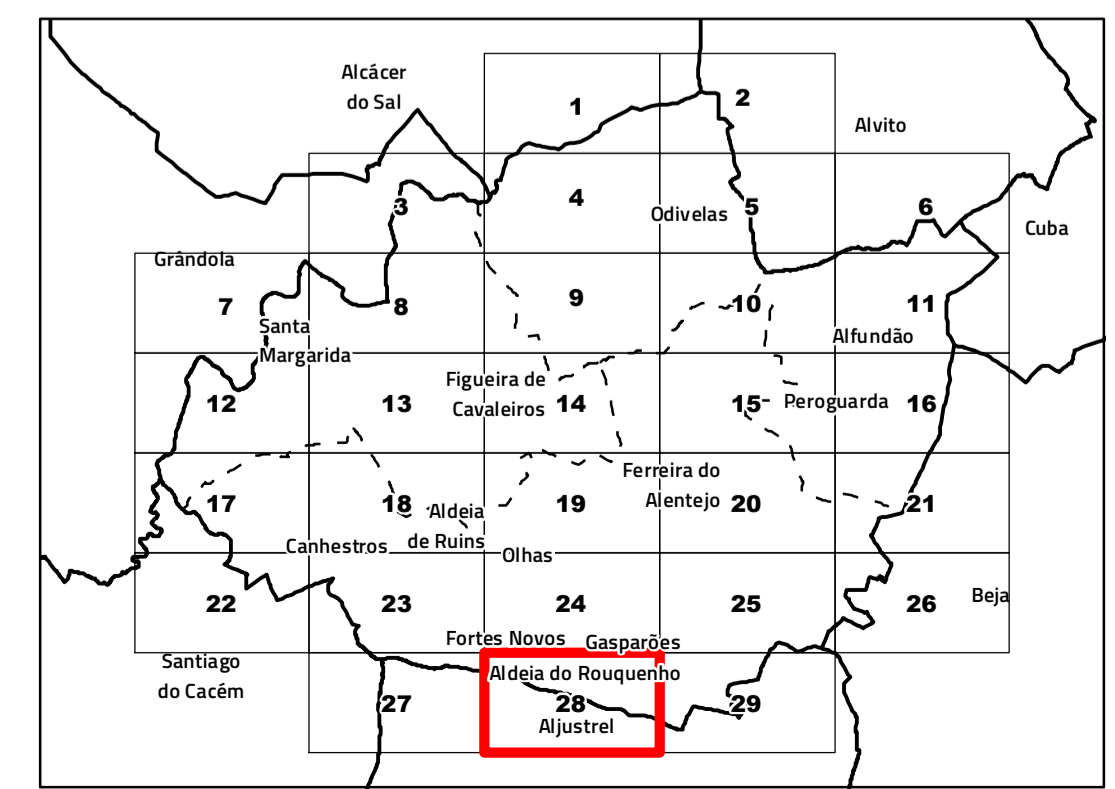 Alcácer
do Sal
1
2
Alvito
3
4
Odivelas
5
6
Cuba
Grândola
7
Santa
Margarida
8
9
10
11
Alfundão
12
13
Figueira de
Cavaleiros
14
15
Peroguarda
16
17
18
Aldeia
de Ruins
19
Ferreira do
Alentejo
20
21
Canhestros
Olhas
22
23
24
25
26
Beja
Fortes Novos
Gasparões
Santiago
do Cacém
Aldeia do Rouquenho
27
28
29
Aljustrel